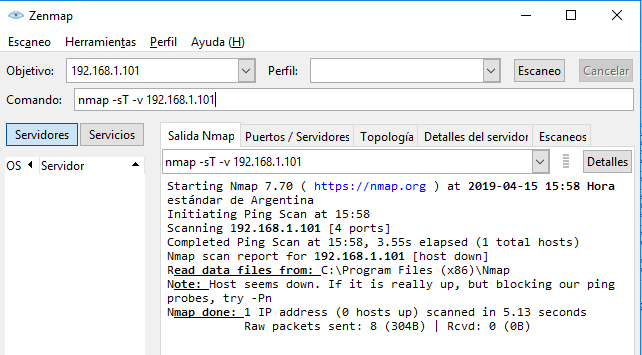 Zenmap
Escaneo Herramientas Perfil Ayuda (H)
Objetivo: 192.168.1.101 Perfil: Escaneo Cancelar
Comando: nmap -sT -v 192.168.1.101
Servidores Servicios
OS Servidor
Salida Nmap Puertos / Servidores Topología Detalles del servidor Escaneos
nmap -sT -v 192.168.1.101 Detalles
Starting Nmap 7.70 ( https://nmap.org ) at 2019-04-15 15:58 Hora
estándar de Argentina
Initiating Ping Scan at 15:58
Scanning 192.168.1.101 [4 ports]
Completed Ping Scan at 15:58, 3.55s elapsed (1 total hosts)
Nmap scan report for 192.168.1.101 [host down]
Read data files from: C:\Program Files (x86)\Nmap
Note: Host seems down. If it is really up, but blocking our ping
probes, try -Pn
Nmap done: 1 IP address (0 hosts up) scanned in 5.13 seconds
Raw packets sent: 8 (304B) | Rcvd: 0 (0B)